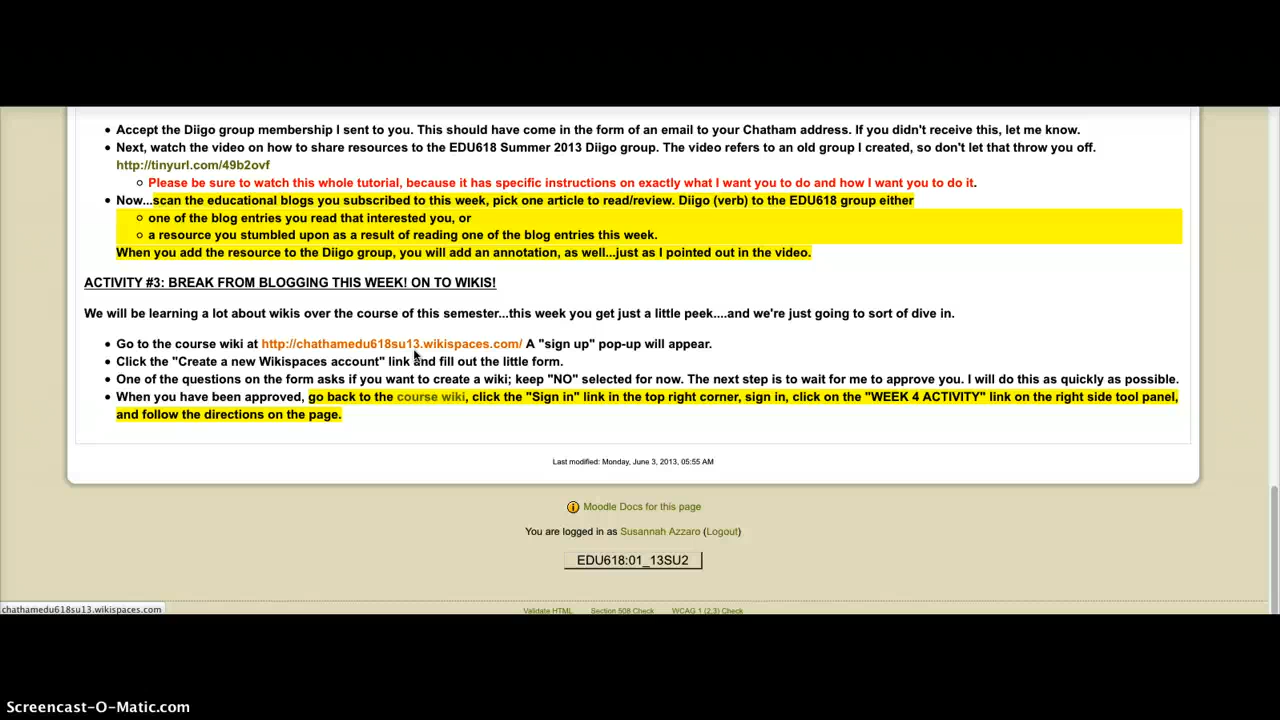 Accept the Diigo group membership I sent to you. This should have come in the form of an email to your Chatham address. If you didn't receive this, let me know.
Next, watch the video on how to share resources to the EDU618 Summer 2013 Diigo group. The video refers to an old group I created, so don't let that throw you off.
http://tinyurl.com/49b2ovf
Please be sure to watch this whole tutorial, because it has specific instructions on exactly what I want you to do and how I want you to do it.
Now...scan the educational blogs you subscribed to this week, pick one article to read/review. Diigo (verb) to the EDU618 group either
one of the blog entries you read that interested you, or
a resource you stumbled upon as a result of reading one of the blog entries this week.
When you add the resource to the Diigo group, you will add an annotation, as well...just as I pointed out in the video.
ACTIVITY #3: BREAK FROM BLOGGING THIS WEEK! ON TO WIKIS!
We will be learning a lot about wikis over the course of this semester...this week you get just a little peek....and we're just going to sort of dive in.
Go to the course wiki at http://chathamedu618su13.wikispaces.com/ A "sign up" pop-up will appear.
Click the "Create a new Wikispaces account" link and fill out the little form.
One of the questions on the form asks if you want to create a wiki; keep "NO" selected for now. The next step is to wait for me to approve you. I will do this as quickly as possible.
When you have been approved, go back to the course wiki, click the "Sign in" link in the top right corner, sign in, click on the "WEEK 4 ACTIVITY" link on the right side tool panel,
and follow the directions on the page.
Last modified: Monday, June 3, 2013, 05:55 AM
Moodle Docs for this page
You are logged in as Susannah Azzaro (Logout)
EDU618:01_13SU2
chathamedu618su13.wikispaces.com
Validate HTML Section 508 Check WCAG 1 (2,3) Check
Screencast-O-Matic.com